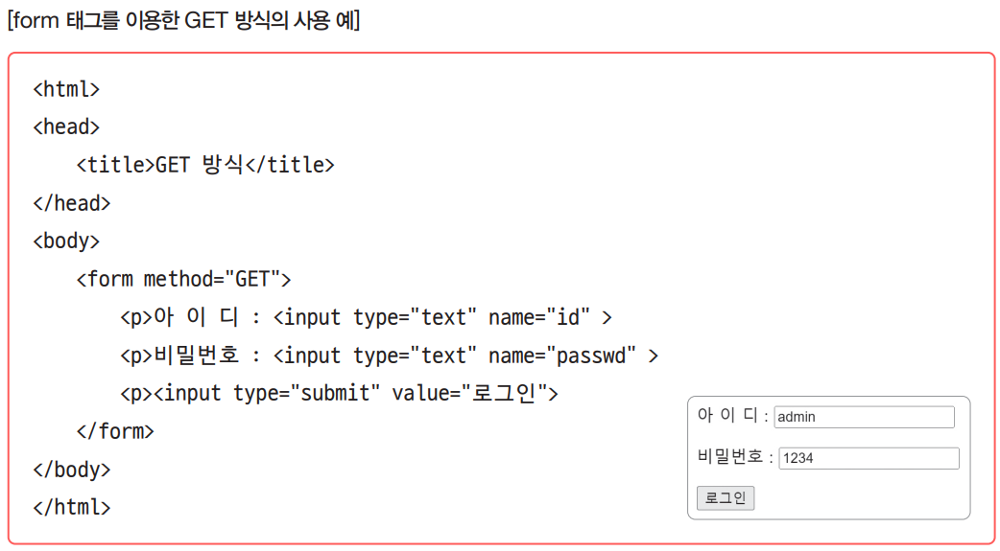 [form 태그를 이용한 GET 방식의 사용 예]
<html>
<head>
    <title>GET 방식</title>
</head>
<body>
    <form method="GET">
        <p>아 이 디 : <input type="text" name="id" >
        <p>비밀번호 : <input type="text" name="passwd" >
        <p><input type="submit" value="로그인">
    </form>
</body>
</html>
아 이 디 : admin
비밀번호 : 1234
로그인